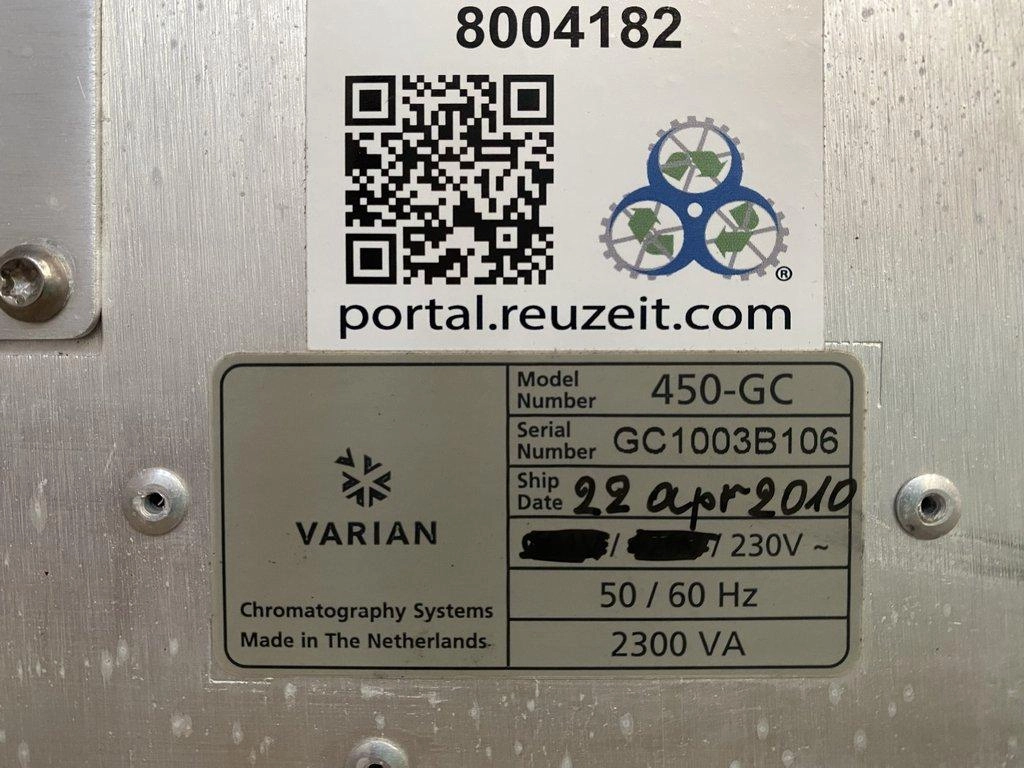 8004182
®
portal.reuzeit.com
Model Number 450-GC
Serial Number GC1003B106
Ship Date 22 apr 2010
/ / 230V ~
50 / 60 Hz
2300 VA
VARIAN
Chromatography Systems
Made in The Netherlands